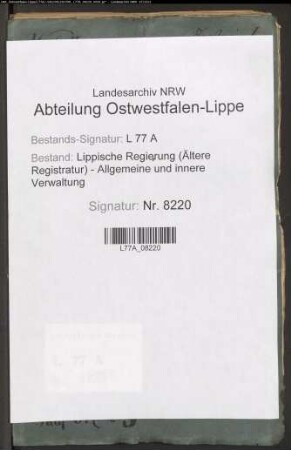 Landesarchiv NRW
Abteilung Ostwestfalen-Lippe
Bestands-Signatur: L 77 A
Bestand: Lippische Regierung (Ältere
Registratur) - Allgemeine und innere
Verwaltung
Signatur: Nr. 8220
L77A_08220
L 77 A